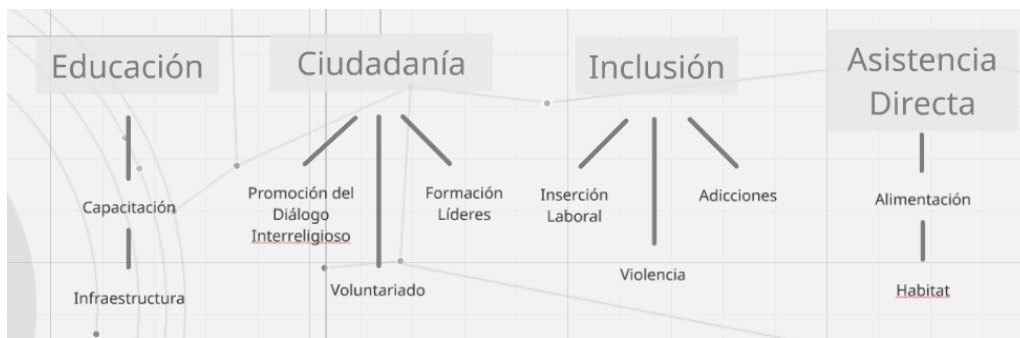 Educación
Ciudadanía
Inclusión
Asistencia
Directa
Capacitación
Infraestructura
Promoción del
Diálogo
Interreligioso
Voluntariado
Formación
Líderes
Inserción
Laboral
Violencia
Adicciones
Alimentación
Habitat